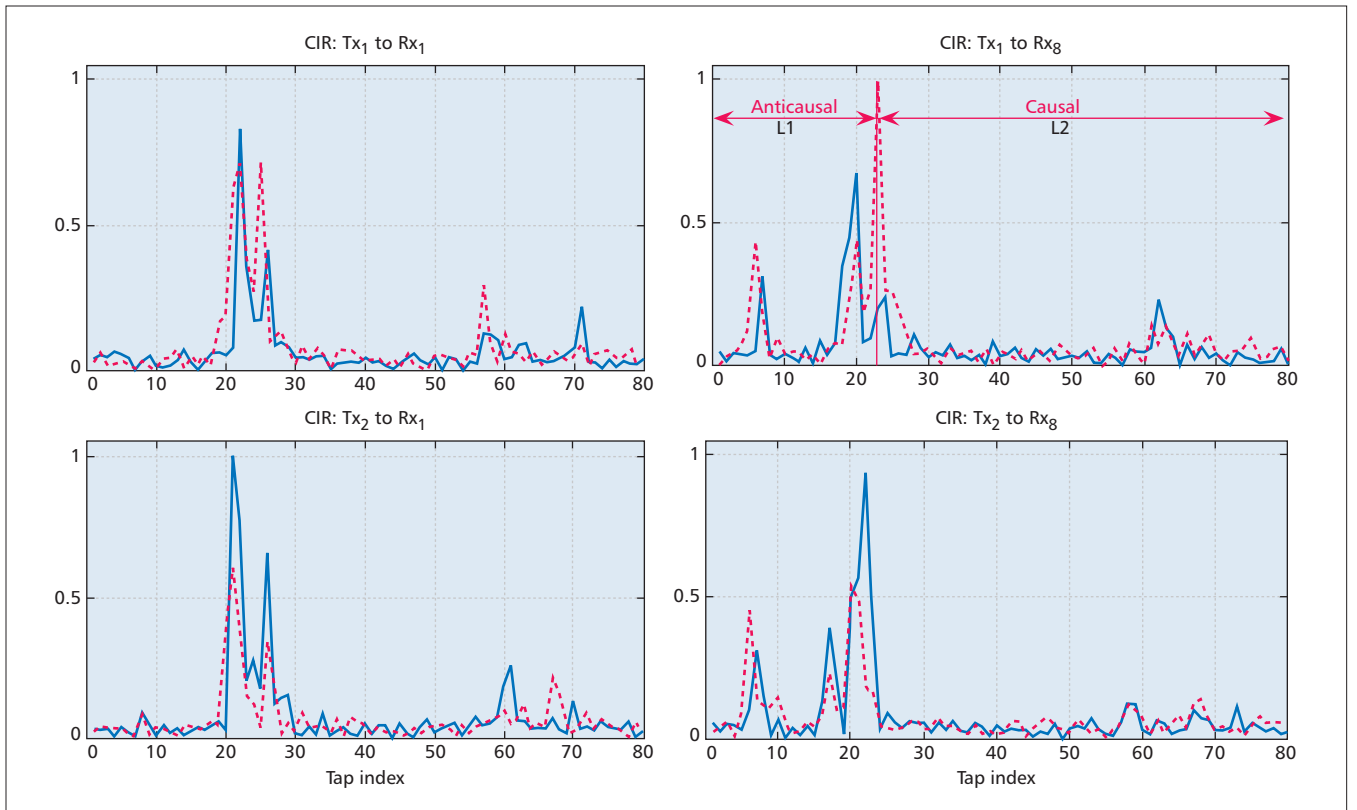 CIR: Tx1 to Rx1
1
0.5
0
0 10 20 30 40 50 60 70 80
CIR: Tx1 to Rx8
1
Anticausal Causal
L1 L2
0.5
0
0 10 20 30 40 50 60 70 80
CIR: Tx2 to Rx1
1
0.5
0
0 10 20 30 40 50 60 70 80
Tap index
CIR: Tx2 to Rx8
1
0.5
0
0 10 20 30 40 50 60 70 80
Tap index